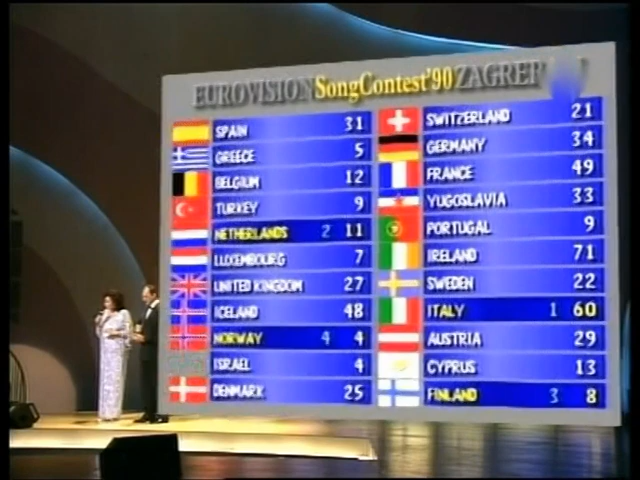 EUROVISION SongContest'90 ZAGREB
SPAIN 31
GREECE 5
BELGIUM 12
TURKEY 9
NETHERLANDS 2 11
LUXEMBOURG 7
UNITED KINGDOM 27
ICELAND 48
NORWAY 4 4
ISRAEL 4
DENMARK 25
SWITZERLAND 21
GERMANY 34
FRANCE 49
YUGOSLAVIA 33
PORTUGAL 9
IRELAND 71
SWEDEN 22
ITALY 1 60
AUSTRIA 29
CYPRUS 13
FINLAND 3 8